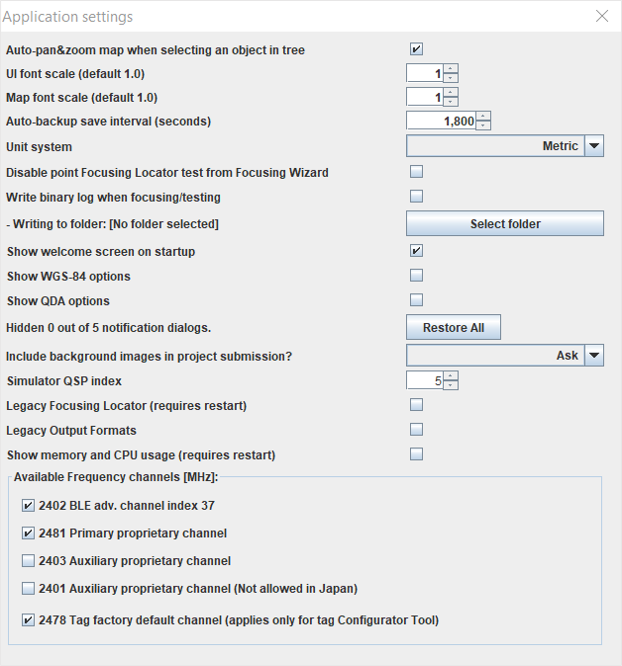 Application settings
Auto-pan&zoom map when selecting an object in tree
UI font scale (default 1.0) 1
Map font scale (default 1.0) 1
Auto-backup save interval (seconds) 1,800
Unit system Metric
Disable point Focusing Locator test from Focusing Wizard
Write binary log when focusing/testing
- Writing to folder: [No folder selected] Select folder
Show welcome screen on startup
Show WGS-84 options
Show QDA options
Hidden 0 out of 5 notification dialogs. Restore All
Include background images in project submission? Ask
Simulator QSP index 5
Legacy Focusing Locator (requires restart)
Legacy Output Formats
Show memory and CPU usage (requires restart)
Available Frequency channels [MHz]:
2402 BLE adv. channel index 37
2481 Primary proprietary channel
2403 Auxiliary proprietary channel
2401 Auxiliary proprietary channel (Not allowed in Japan)
2478 Tag factory default channel (applies only for tag Configurator Tool)